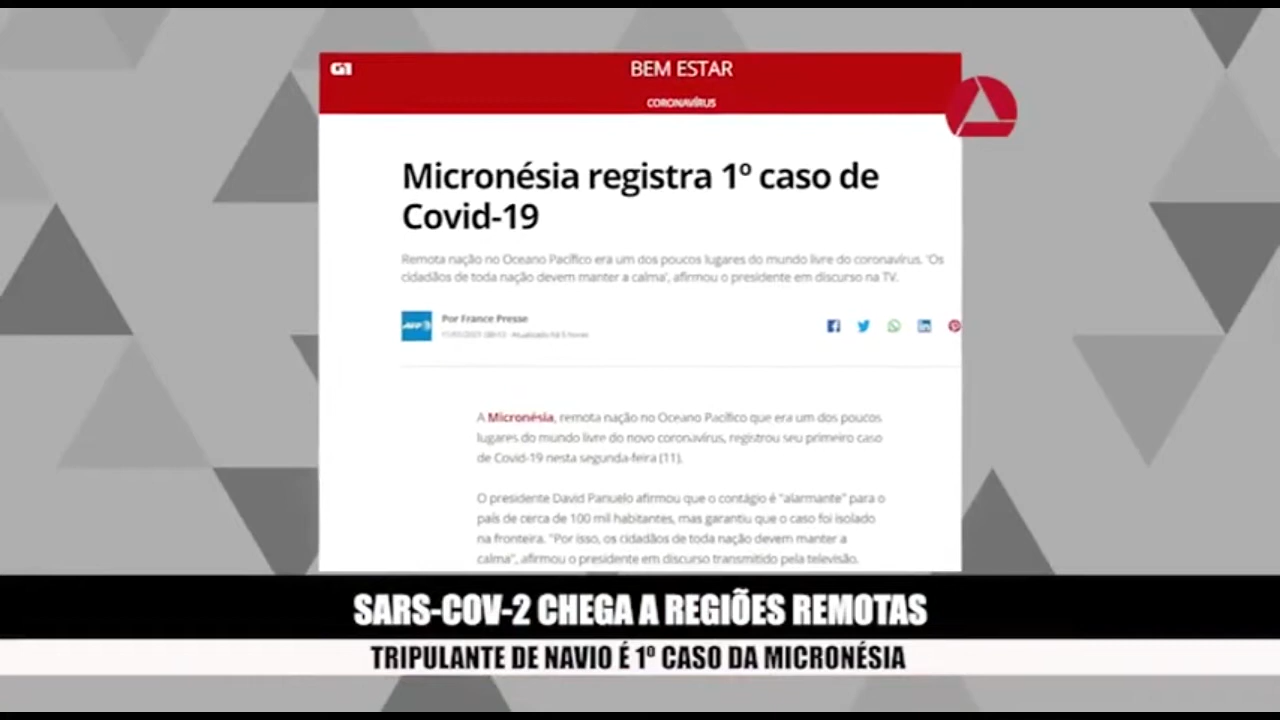 G1
BEM ESTAR
CORONAVÍRUS
Micronésia registra 1º caso de
Covid-19
Remota nação no Oceano Pacífico era um dos poucos lugares do mundo livre do coronavírus. 'Os
cidadãos de toda nação devem manter a calma', afirmou o presidente em discurso na TV.
AFP
Por France Presse
Atualizado há 5 horas
A Micronésia, remota nação no Oceano Pacífico que era um dos poucos
lugares do mundo livre do novo coronavírus, registrou seu primeiro caso
de Covid-19 nesta segunda-feira (11).
O presidente David Panuelo afirmou que o contágio é "alarmante" para o
país de cerca de 100 mil habitantes, mas garantiu que o caso foi isolado
na fronteira. "Por isso, os cidadãos de toda nação devem manter a
calma", afirmou o presidente em discurso transmitido pela televisão.
SARS-COV-2 CHEGA A REGIÕES REMOTAS
TRIPULANTE DE NAVIO É 1º CASO DA MICRONÉSIA